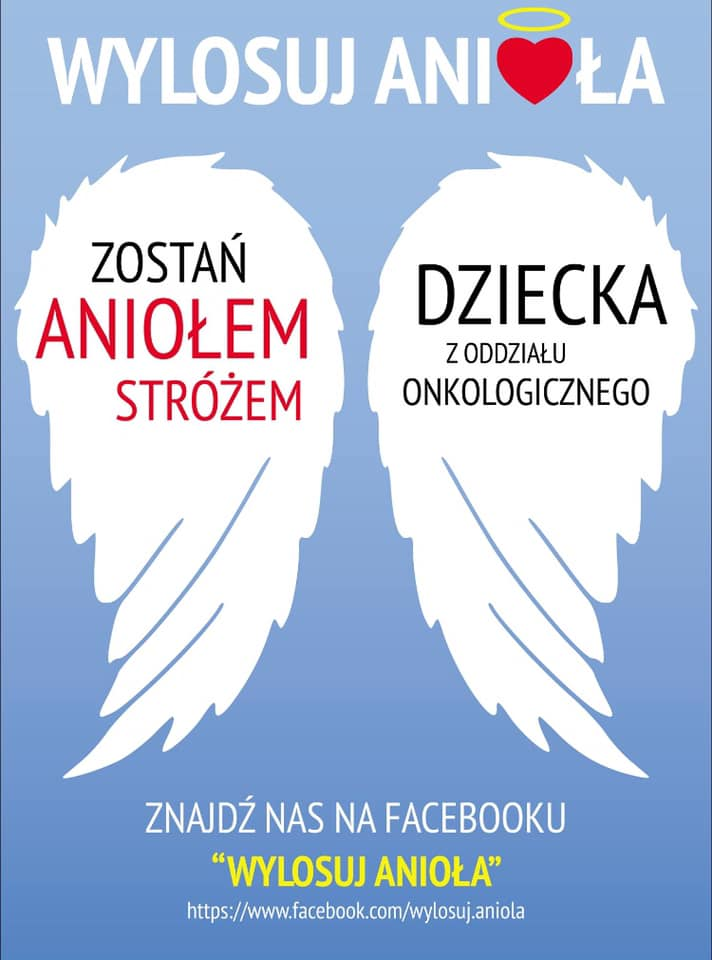 WYLOSUJ ANIOŁA
ZOSTAŃ
ANIOŁEM
STRÓŻEM
DZIECKA
Z ODDZIAŁU
ONKOLOGICZNEGO
ZNAJDŹ NAS NA FACEBOOKU
“WYLOSUJ ANIOŁA”
https://www.facebook.com/wylosuj.aniola